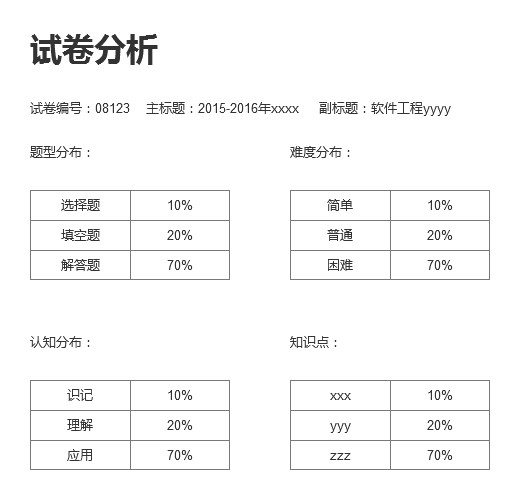 试卷分析
试卷编号：08123 主标题：2015-2016年xxxx 副标题：软件工程yyyy
题型分布： 难度分布：
选择题 10% 简单 10%
填空题 20% 普通 20%
解答题 70% 困难 70%
认知分布： 知识点：
识记 10% xxx 10%
理解 20% yyy 20%
应用 70% zzz 70%